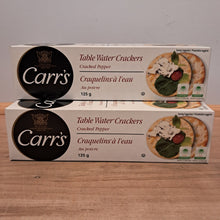 Carr's
Table Water Crackers
Cracked Pepper
Craquelins à l'eau
Au poivre
125 g
Carr's
Table Water Crackers
Cracked Pepper
Craquelins à l'eau
Au poivre
125 g